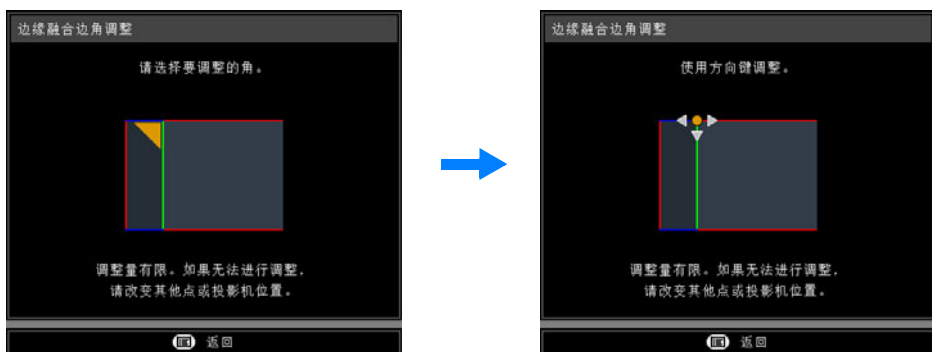 边缘融合边角调整
请选择要调整的角。
调整量有限。如果无法进行调整，
请改变其他点或投影机位置。
返回
边缘融合边角调整
使用方向键调整。
调整量有限。如果无法进行调整，
请改变其他点或投影机位置。
返回